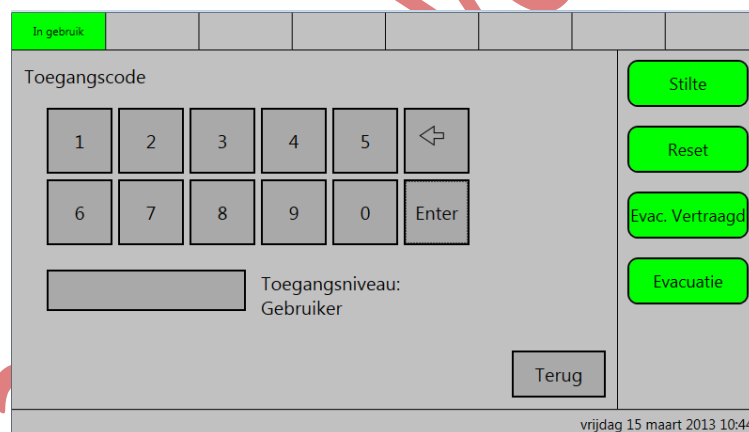 In gebruik
Toegangscode
1 2 3 4 5
6 7 8 9 0 Enter
Toegangsniveau:
Gebruiker
Terug
Stilte
Reset
Evac. Vertraagd
Evacuatie
vrijdag 15 maart 2013 10:44